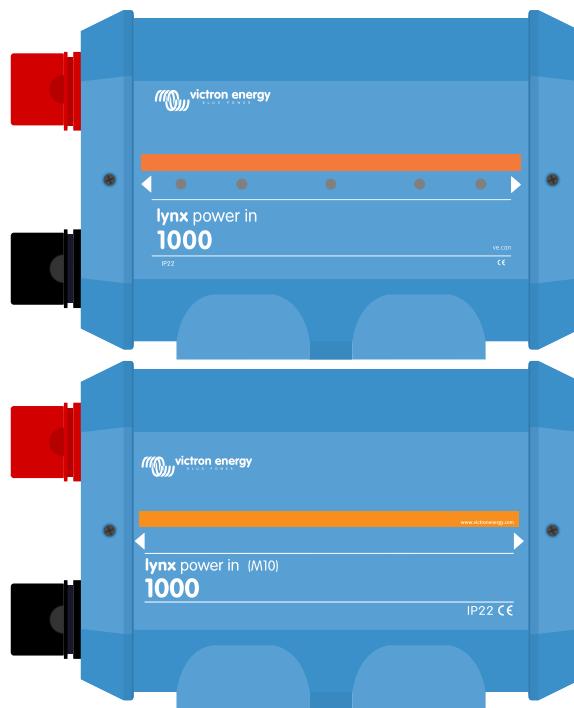 victron energy
BLUE POWER
lynx power in
1000
ve.can
IP22 CE
victron energy
BLUE POWER
www.victronenergy.com
lynx power in (M10)
1000
IP22 CE